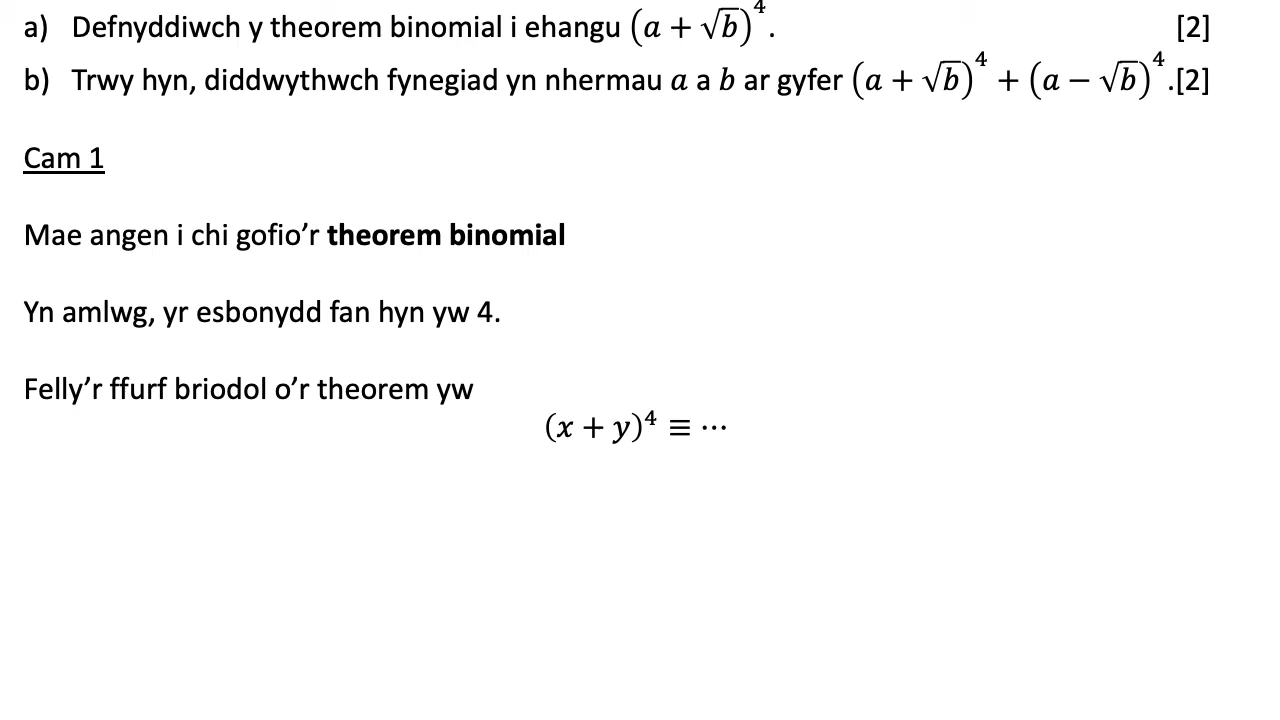 a) Defnyddiwch y theorem binomial i ehangu (a + √b)⁴. [2]
b) Trwy hyn, diddwythwch fynegiad yn nhermau a a b ar gyfer (a + √b)⁴ + (a − √b)⁴.[2]
Cam 1
Mae angen i chi gofio’r theorem binomial
Yn amlwg, yr esbonydd fan hyn yw 4.
Felly’r ffurf briodol o’r theorem yw
(x + y)⁴ ≡ ⋯